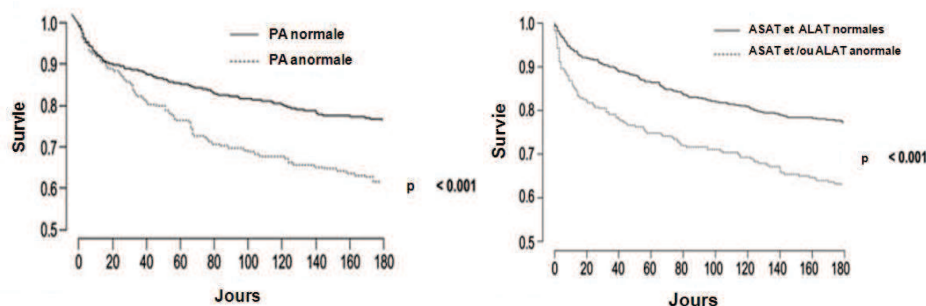 1.0
0.9
0.8
0.7
0.6
0.5
Survie
PA normale
PA anormale
p < 0.001
0 20 40 60 80 100 120 140 160 180
Jours
1.0
0.9
0.8
0.7
0.6
0.5
Survie
ASAT et ALAT normales
ASAT et /ou ALAT anormale
p < 0.001
0 20 40 60 80 100 120 140 160 180
Jours